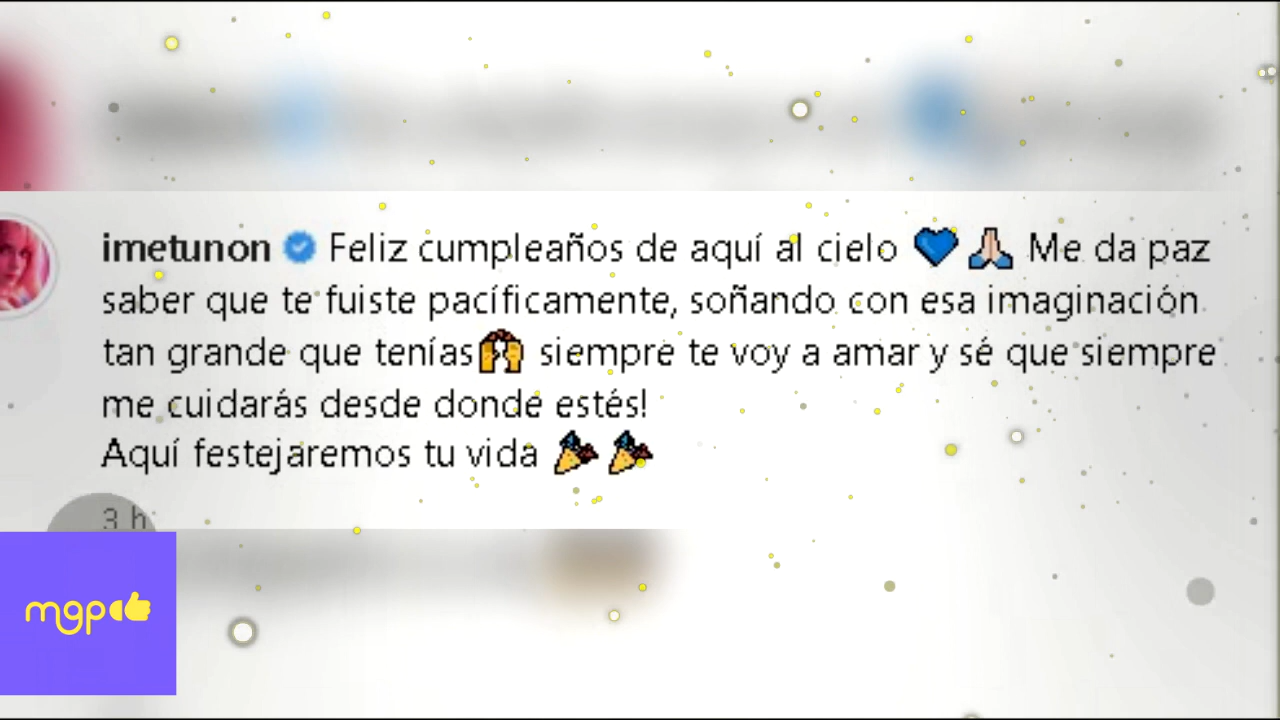 imetunon Feliz cumpleaños de aquí al cielo 💙🙏🏻 Me da paz
saber que te fuiste pacíficamente, soñando con esa imaginación
tan grande que tenías🙌 siempre te voy a amar y sé que siempre
me cuidarás desde donde estés!
Aquí festejaremos tu vida 🎉🎉
3 h
mgp